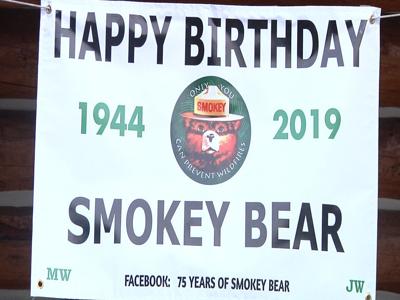 HAPPY BIRTHDAY
ONLY YOU
SMOKEY
1944 2019
CAN PREVENT WILDFIRES
SMOKEY BEAR
MW JW
FACEBOOK: 75 YEARS OF SMOKEY BEAR